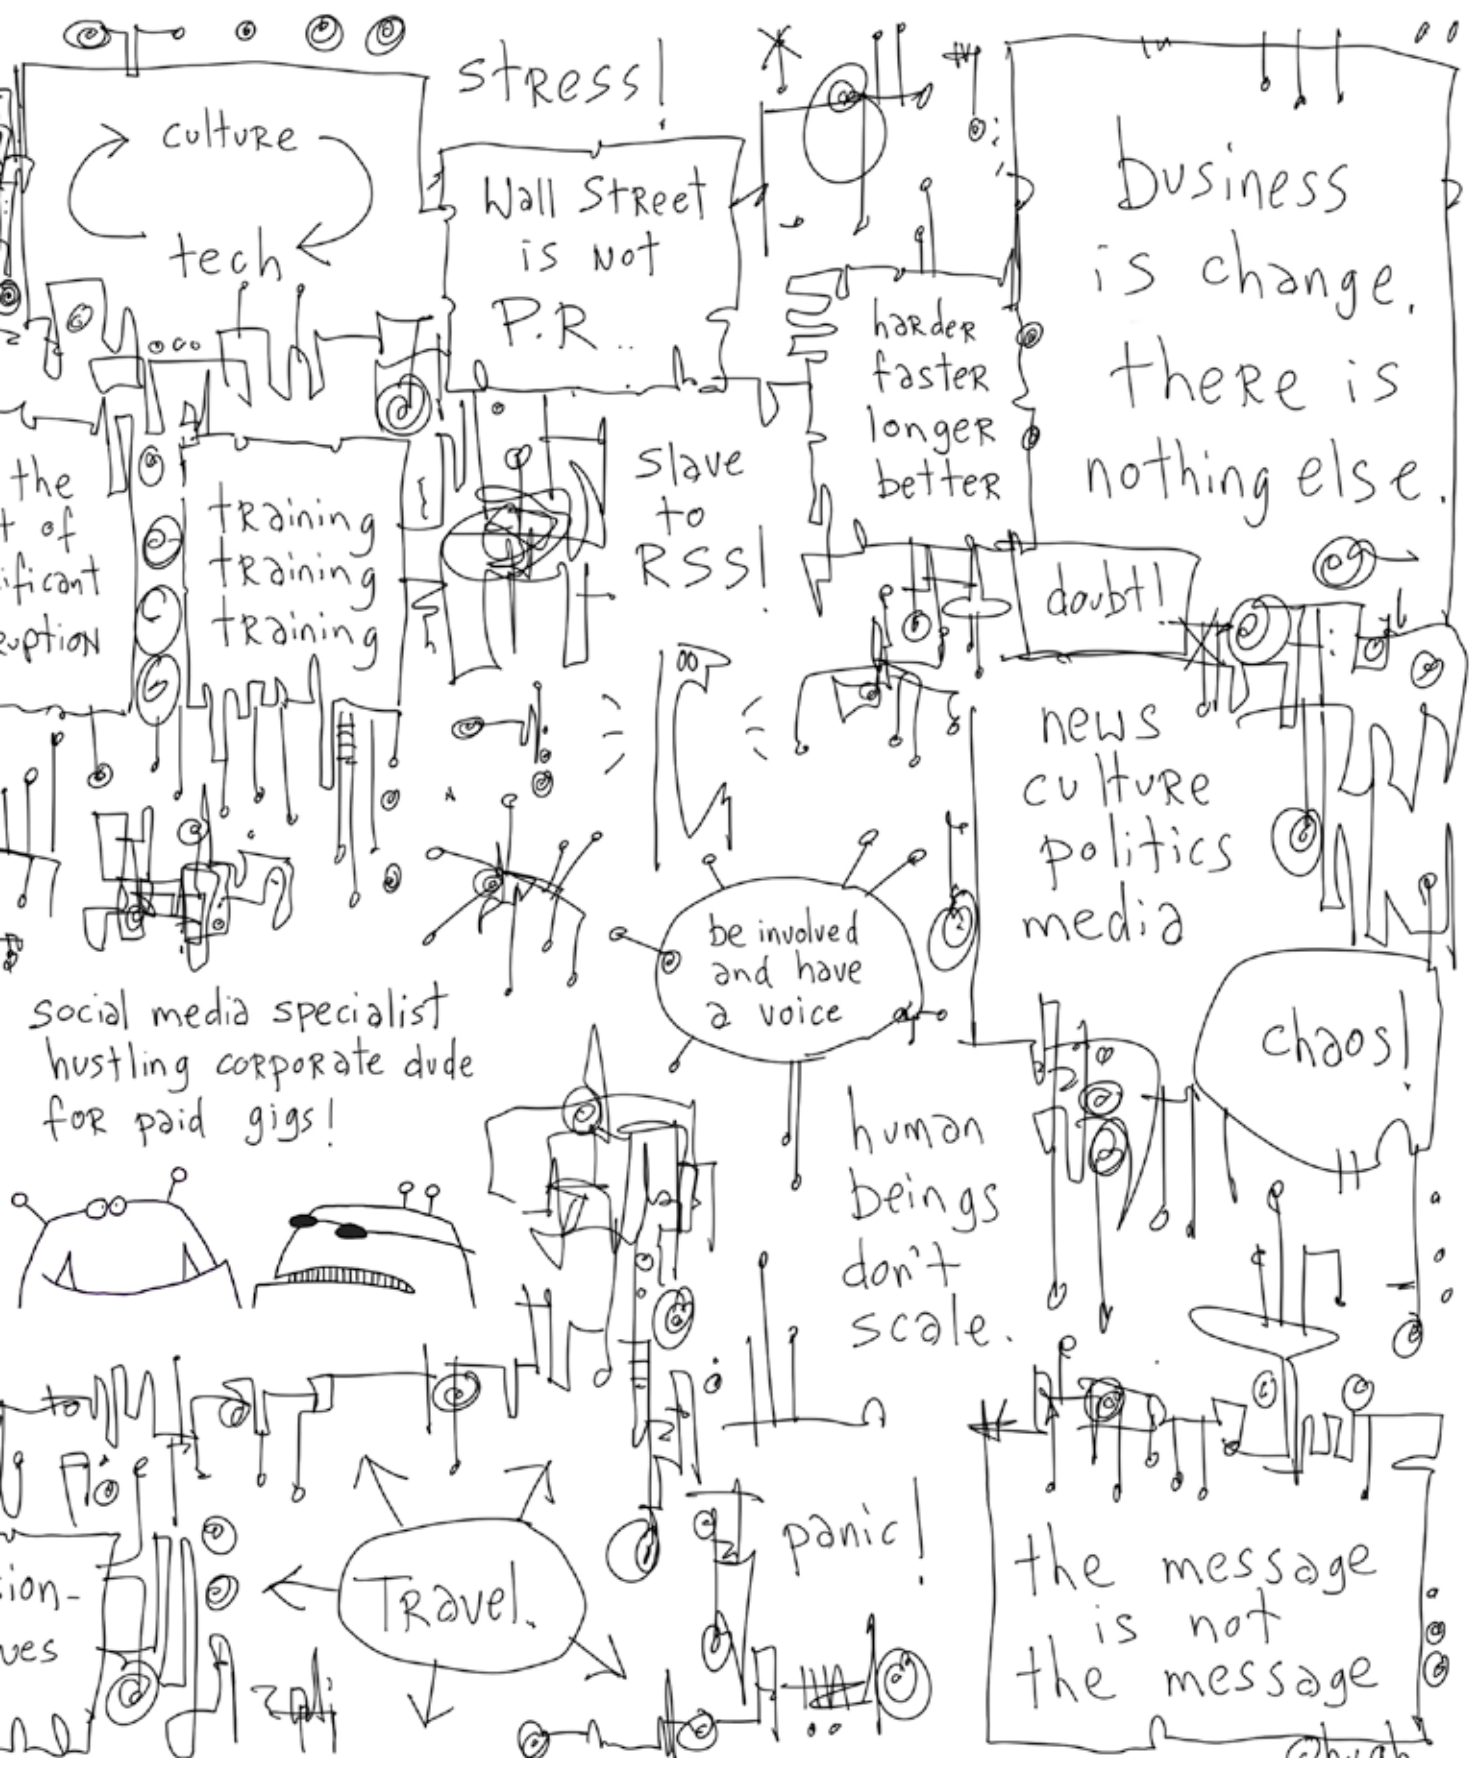 culture
tech
stress!
Wall Street
is not
P.R..
harder
faster
longer
better
business
is change.
there is
nothing else.
the
of
training
training
training
slave
to
RSS!
doubt!
news
culture
politics
media
be involved
and have
a voice
chaos!
social media specialist
hustling corporate dude
for paid gigs!
human
beings
don't
scale.
Travel.
panic!
the message
is not
the message